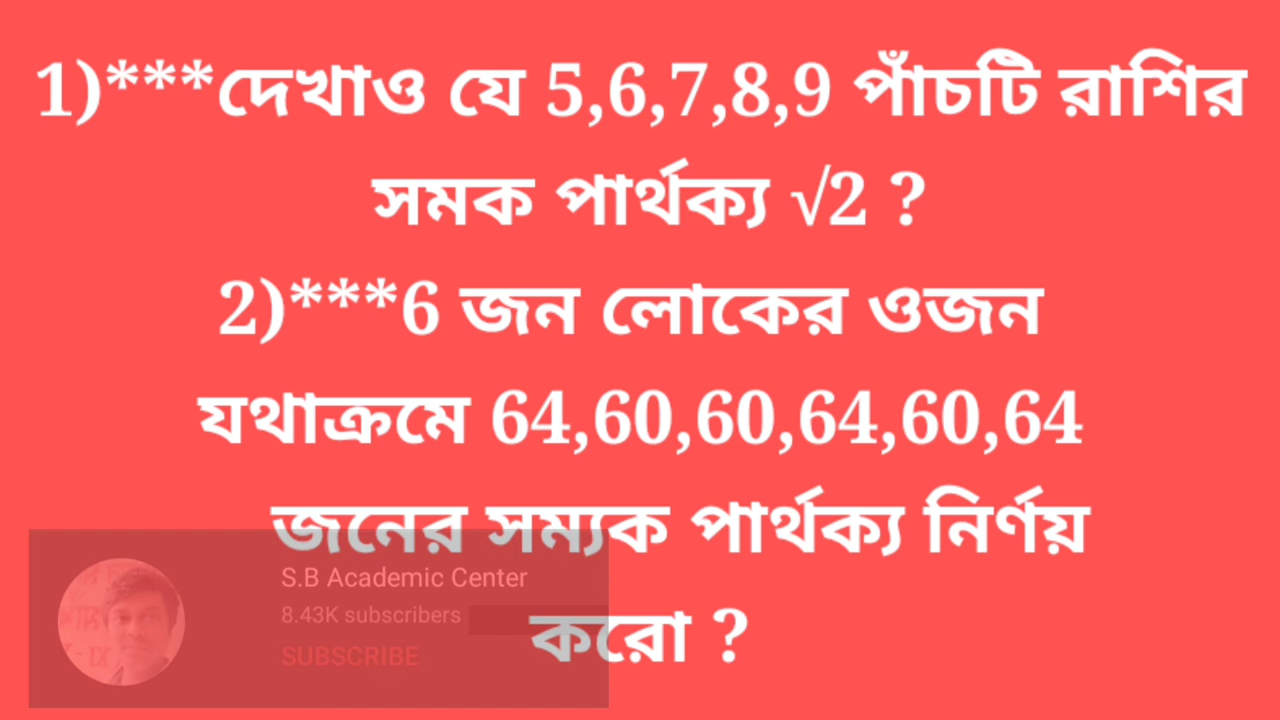 1)***দেখাও যে 5,6,7,8,9 পাঁচটি রাশির
সমক পার্থক্য √2 ?
2)***6 জন লোকের ওজন
যথাক্রমে 64,60,60,64,60,64
জনের সম্যক পার্থক্য নির্ণয়
করো ?
S.B Academic Center
8.43K subscribers
SUBSCRIBE